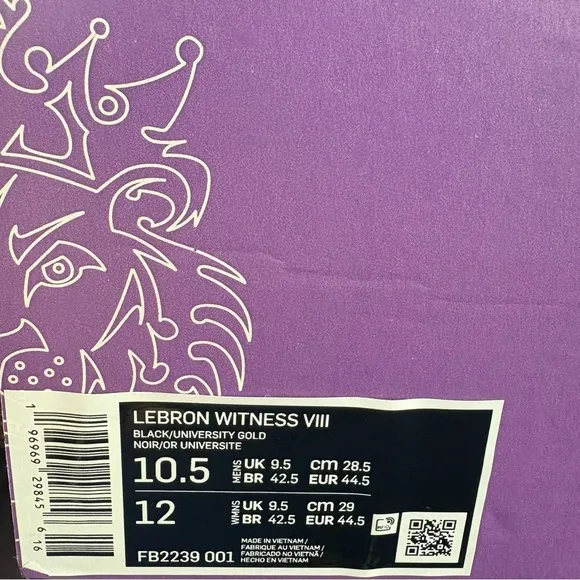 LEBRON WITNESS VIII
BLACK/UNIVERSITY GOLD
NOIR/OR UNIVERSITE
10.5 MENS UK 9.5 CM 28.5
BR 42.5 EUR 44.5
12 WMNS UK 9.5 CM 29
BR 42.5 EUR 44.5
MADE IN VIETNAM /
FABRIQUE AU VIETNAM /
FABRICADO NO VIETNÃ /
HECHO EN VIETNAM
FB2239 001
1 96969 29845 6 16